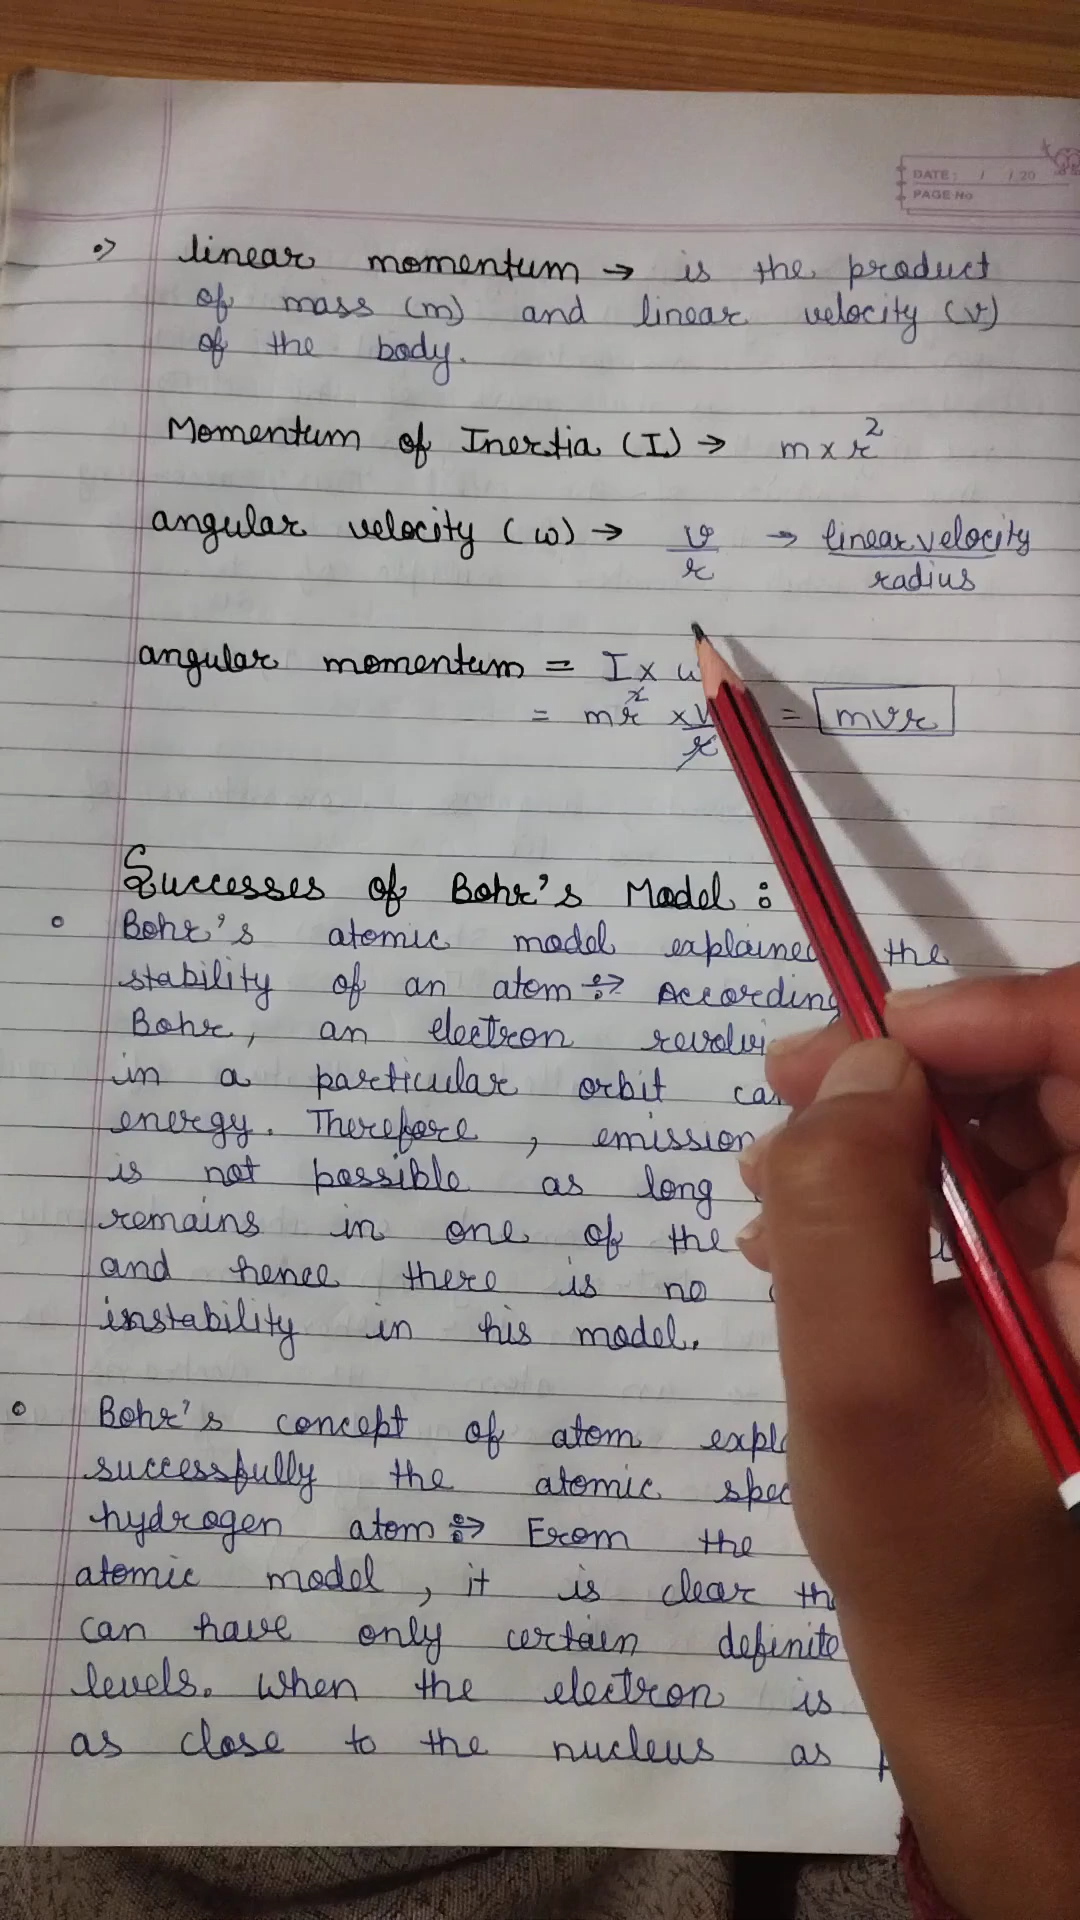 DATE: / / 20
PAGE No
linear momentum → is the product
of mass (m) and linear velocity (v)
of the body.
Momentum of Inertia (I) → m x r²
angular velocity (ω) → v/r → linear velocity/radius
angular momentum = I x ω
= mr² x v/r = mvr
Successes of Bohr's Model :
Bohr's atomic model explained the
stability of an atom :⇒ According
Bohr, an electron
in a particular orbit
energy. Therefore, emission
is not possible as long
remains in one of the
and hence there is no
instability in his model.
Bohr's concept of atom
successfully the atomic
hydrogen atom :⇒ From the
atomic model, it is clear
can have only certain definite
levels. When the electron is
as close to the nucleus as